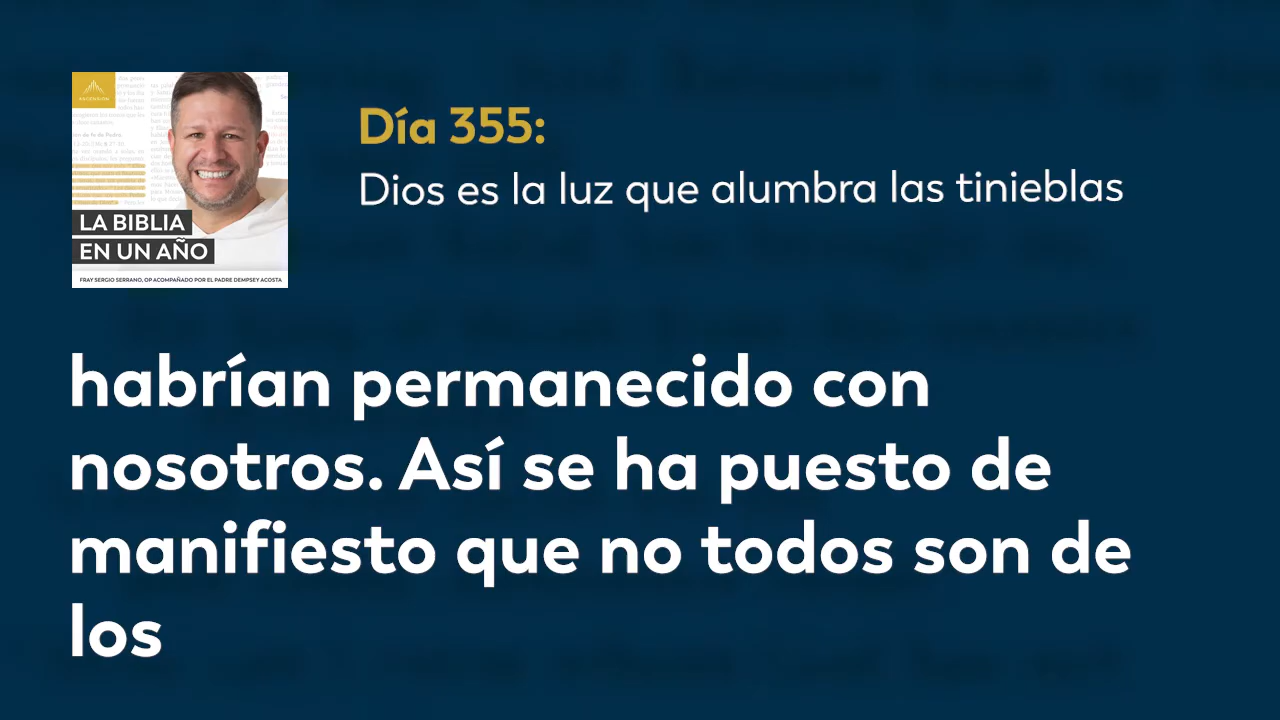 ASCENSION
LA BIBLIA
EN UN AÑO
FRAY SERGIO SERRANO, OP ACOMPAÑADO POR EL PADRE DEMPSEY ACOSTA
Día 355:
Dios es la luz que alumbra las tinieblas
habrían permanecido con
nosotros. Así se ha puesto de
manifiesto que no todos son de
los